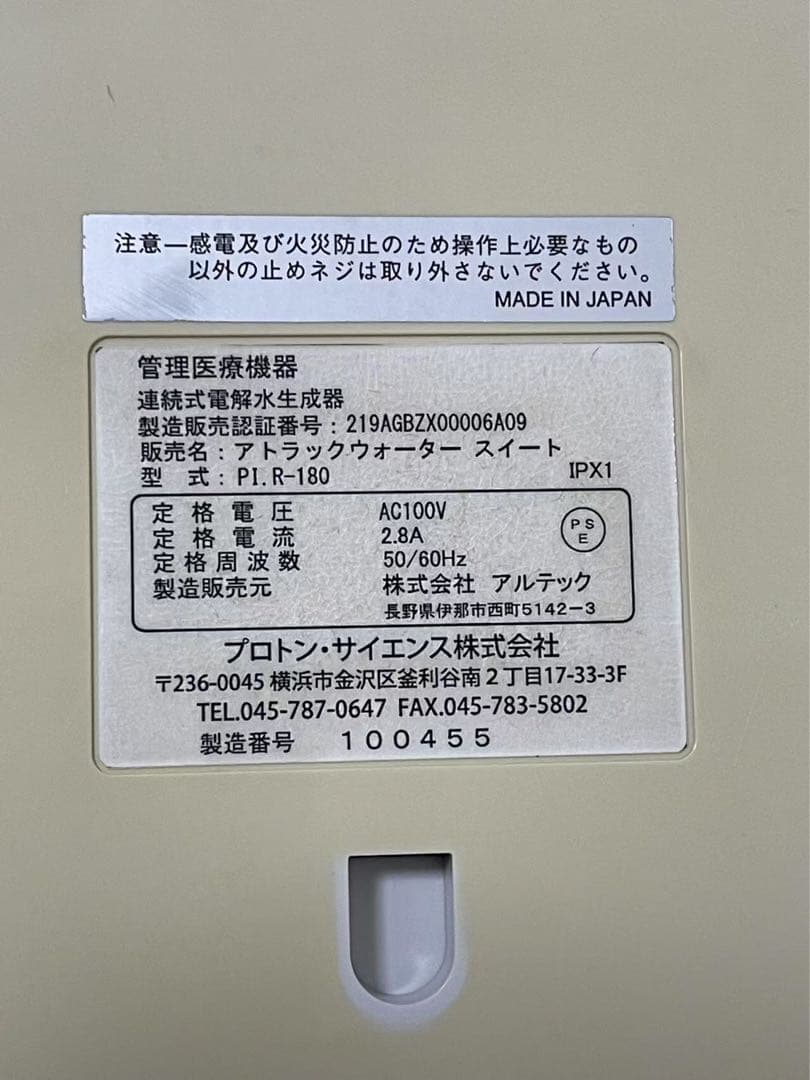 注意―感電及び火災防止のため操作上必要なもの
以外の止めネジは取り外さないでください。
MADE IN JAPAN
管理医療機器
連続式電解水生成器
製造販売認証番号：219AGBZX00006A09
販売名：アトラックウォーター スイート
型　式：PI.R-180　IPX1
定格電圧　AC100V
定格電流　2.8A
定格周波数　50/60Hz
製造販売元　株式会社 アルテック
長野県伊那市西町5142-3
PSE
プロトン・サイエンス株式会社
〒236-0045 横浜市金沢区釜利谷南2丁目17-33-3F
TEL.045-787-0647 FAX.045-783-5802
製造番号　100455